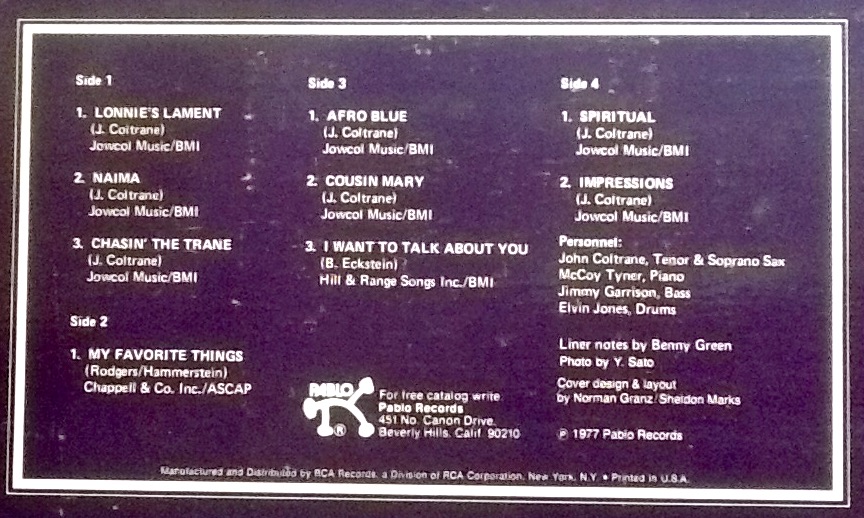 Side 1
1. LONNIE'S LAMENT
(J. Coltrane)
Jowcol Music/BMI
2. NAIMA
(J. Coltrane)
Jowcol Music/BMI
3. CHASIN' THE TRANE
(J. Coltrane)
Jowcol Music/BMI
Side 2
1. MY FAVORITE THINGS
(Rodgers/Hammerstein)
Chappell & Co. Inc./ASCAP
Side 3
1. AFRO BLUE
(J. Coltrane)
Jowcol Music/BMI
2. COUSIN MARY
(J. Coltrane)
Jowcol Music/BMI
3. I WANT TO TALK ABOUT YOU
(B. Eckstein)
Hill & Range Songs Inc./BMI
PABLO
®
For free catalog write
Pablo Records
451 No. Canon Drive.
Beverly Hills, Calif. 90210
Side 4
1. SPIRITUAL
(J. Coltrane)
Jowcol Music/BMI
2. IMPRESSIONS
(J. Coltrane)
Jowcol Music/BMI
Personnel:
John Coltrane, Tenor & Soprano Sax
McCoy Tyner, Piano
Jimmy Garrison, Bass
Elvin Jones, Drums
Liner notes by Benny Green
Photo by Y. Sato
Cover design & layout
by Norman Granz/Sheldon Marks
℗ 1977 Pablo Records
Manufactured and Distributed by RCA Records, a Division of RCA Corporation, New York, N.Y. • Printed in U.S.A.